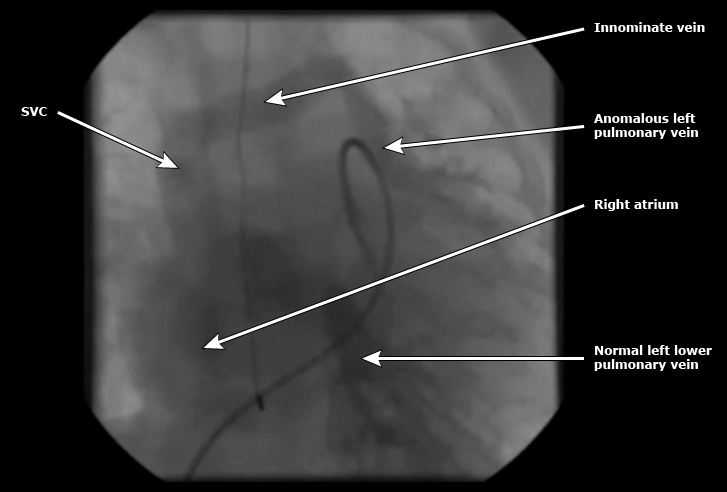 Innominate vein
SVC
Anomalous left
pulmonary vein
Right atrium
Normal left lower
pulmonary vein